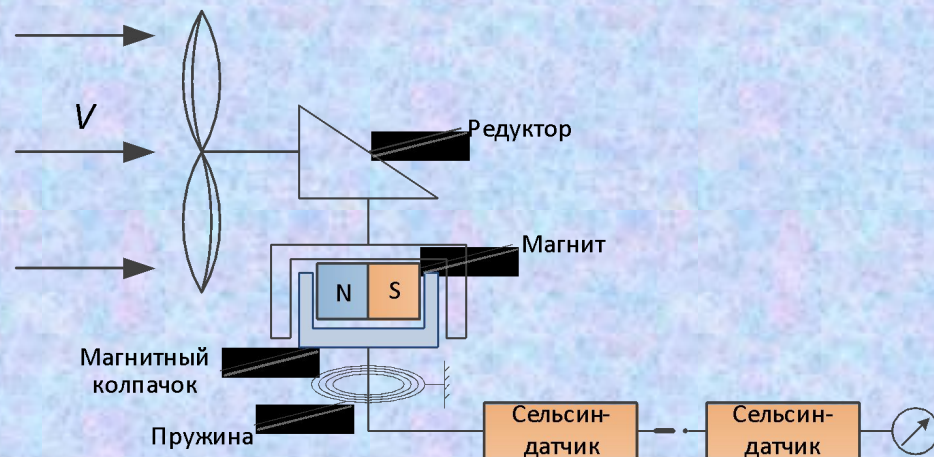 V
Редуктор
Магнит
N S
Магнитный
колпачок
Пружина
Сельсин-
датчик
Сельсин-
датчик